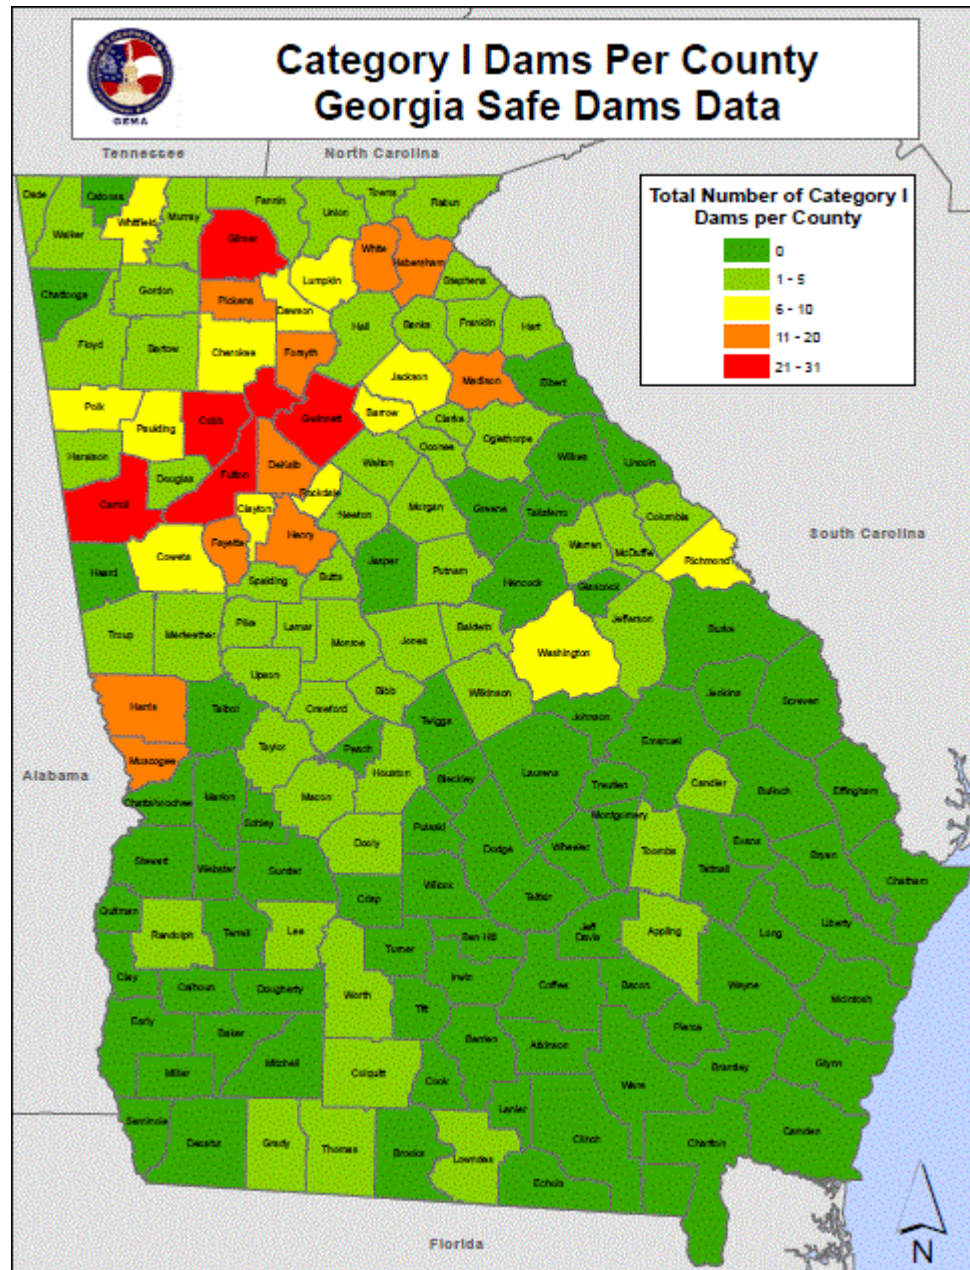 GEMA
Category I Dams Per County
Georgia Safe Dams Data
Tennessee
North Carolina
Total Number of Category I
Dams per County
0
1 - 5
6 - 10
11 - 20
21 - 31
Dade
Catoosa
Whitfield
Murray
Fannin
Union
Towns
Rabun
Walker
Gilmer
White
Habersham
Lumpkin
Stephens
Chattooga
Gordon
Pickens
Dawson
Hall
Banks
Franklin
Hart
Floyd
Bartow
Cherokee
Forsyth
Jackson
Madison
Elbert
Polk
Paulding
Cobb
Gwinnett
Barrow
Clarke
Oconee
Oglethorpe
Haralson
Douglas
Fulton
DeKalb
Walton
Wilkes
Lincoln
Carroll
Clayton
Rockdale
Newton
Morgan
Greene
Taliaferro
Columbia
South Carolina
Heard
Coweta
Fayette
Henry
Jasper
Putnam
Hancock
Warren
McDuffie
Richmond
Spalding
Butts
Glascock
Troup
Meriwether
Pike
Lamar
Monroe
Jones
Baldwin
Washington
Jefferson
Burke
Upson
Bibb
Wilkinson
Jenkins
Screven
Harris
Talbot
Crawford
Twiggs
Johnson
Emanuel
Muscogee
Taylor
Peach
Houston
Bleckley
Laurens
Treutlen
Candler
Bulloch
Effingham
Alabama
Chattahoochee
Marion
Schley
Macon
Dooly
Pulaski
Dodge
Wheeler
Montgomery
Toombs
Tattnall
Evans
Bryan
Chatham
Stewart
Webster
Sumter
Crisp
Wilcox
Telfair
Quitman
Randolph
Terrell
Lee
Turner
Ben Hill
Jeff
Davis
Appling
Long
Liberty
Clay
Calhoun
Dougherty
Worth
Tift
Irwin
Coffee
Bacon
Wayne
McIntosh
Early
Baker
Mitchell
Berrien
Atkinson
Pierce
Brantley
Glynn
Miller
Colquitt
Cook
Ware
Seminole
Decatur
Grady
Thomas
Brooks
Lowndes
Lanier
Clinch
Charlton
Camden
Echols
Florida
N